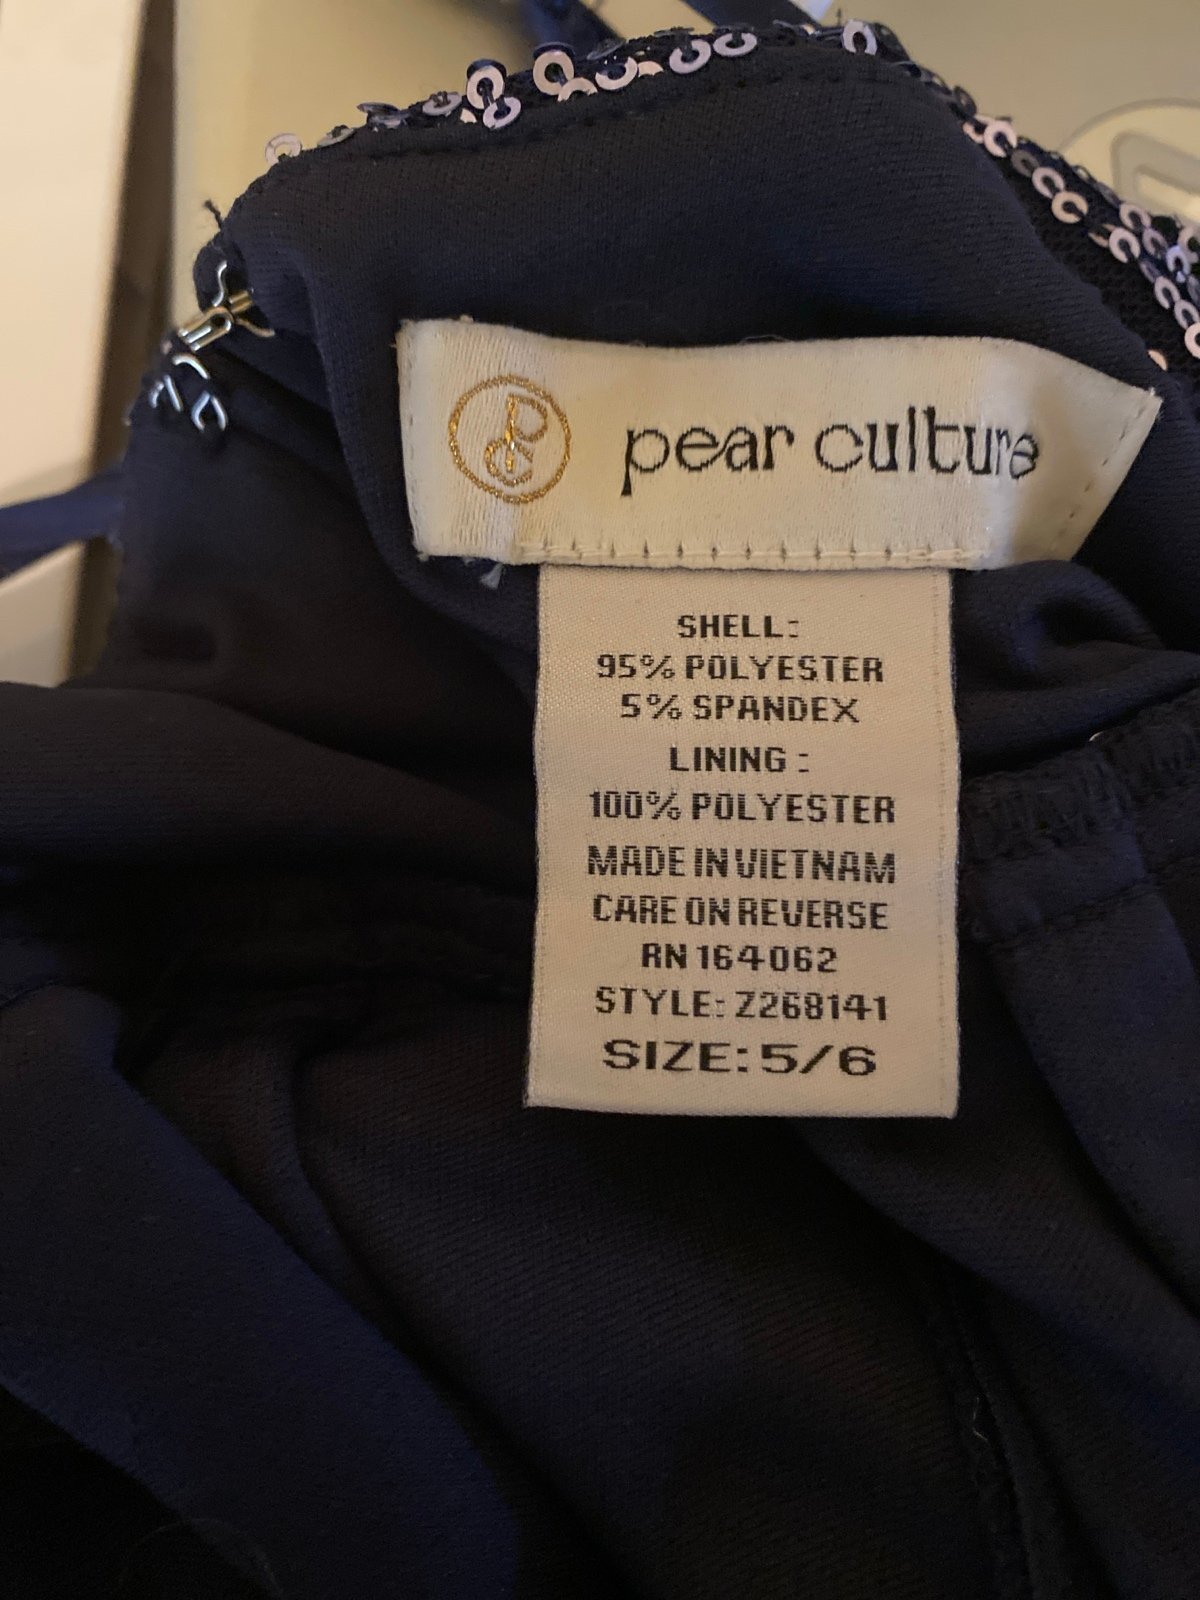 PC
pear culture
SHELL:
95% POLYESTER
5% SPANDEX
LINING :
100% POLYESTER
MADE IN VIETNAM
CARE ON REVERSE
RN 164062
STYLE: Z268141
SIZE: 5/6